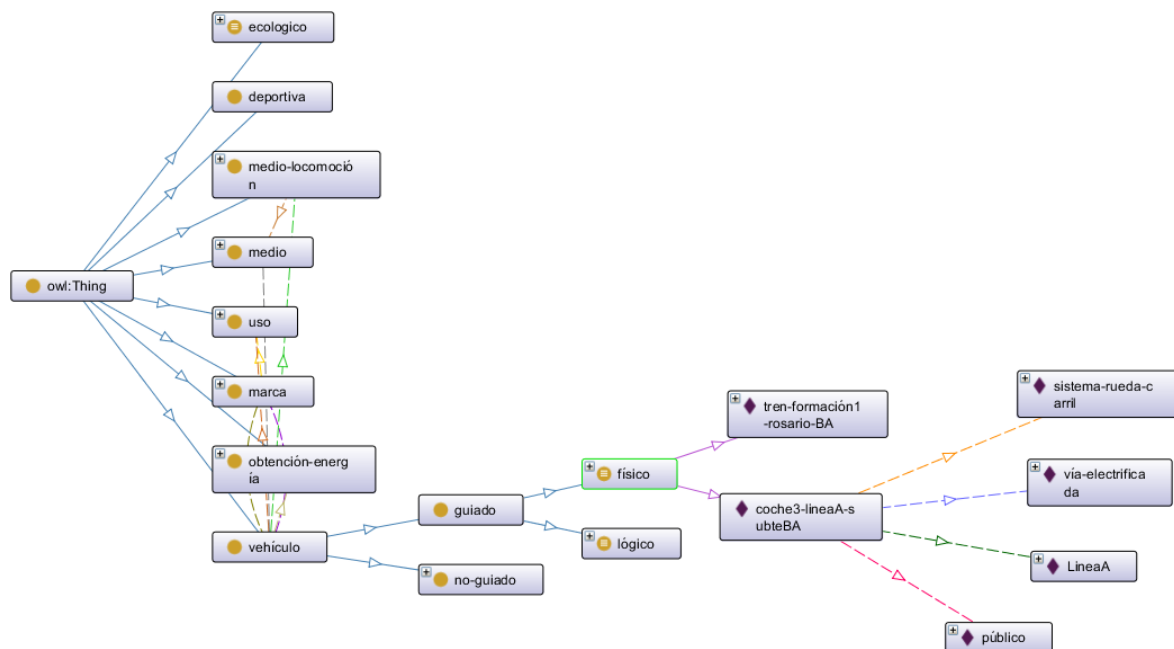 ecologico
deportiva
medio-locomoció
n
medio
owl:Thing
uso
marca
obtención-energ
ía
vehículo
guiado
no-guiado
físico
lógico
tren-formación1
-rosario-BA
coche3-lineaA-s
ubteBA
sistema-rueda-c
arril
vía-electrifica
da
LineaA
público